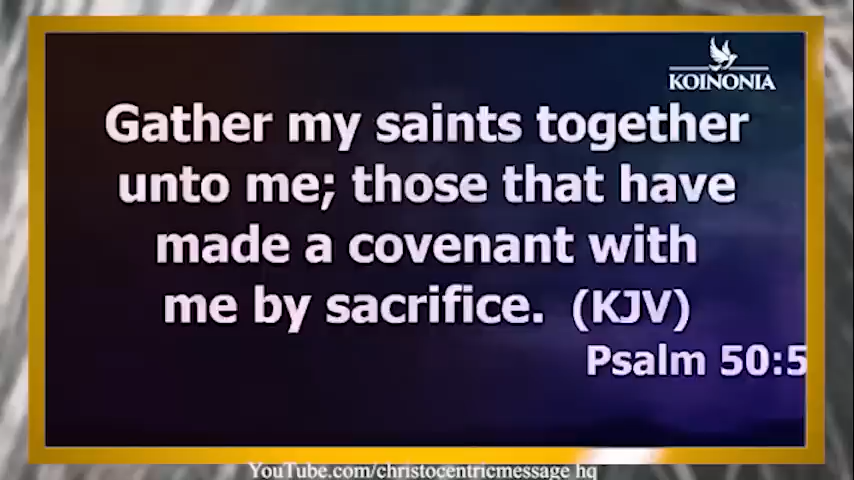 KOINONIA
Gather my saints together
unto me; those that have
made a covenant with
me by sacrifice. (KJV)
Psalm 50:5
YouTube.com/christocentricmessage hq